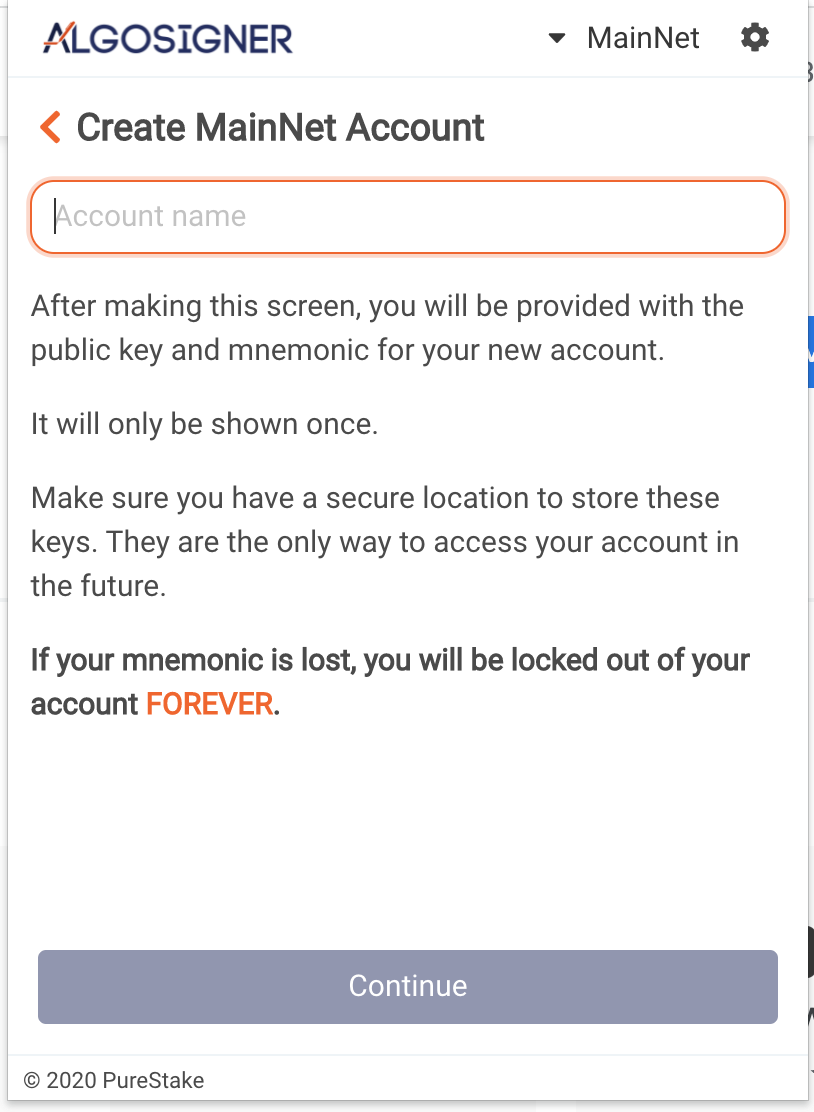 ALGOSIGNER
MainNet
Create MainNet Account
Account name
After making this screen, you will be provided with the
public key and mnemonic for your new account.
It will only be shown once.
Make sure you have a secure location to store these
keys. They are the only way to access your account in
the future.
If your mnemonic is lost, you will be locked out of your
account FOREVER.
Continue
© 2020 PureStake